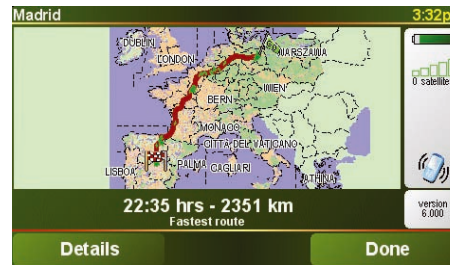 Madrid
3:32p
DUBLIN
LONDON
WARSZAWA
BERN
WIEN
MONACO
CITTÀ DEL VATICANO
LISBOA
PALMA
CAGLIARI
ATHINA
0 satellite
22:35 hrs - 2351 km
Fastest route
version
6.000
Details
Done